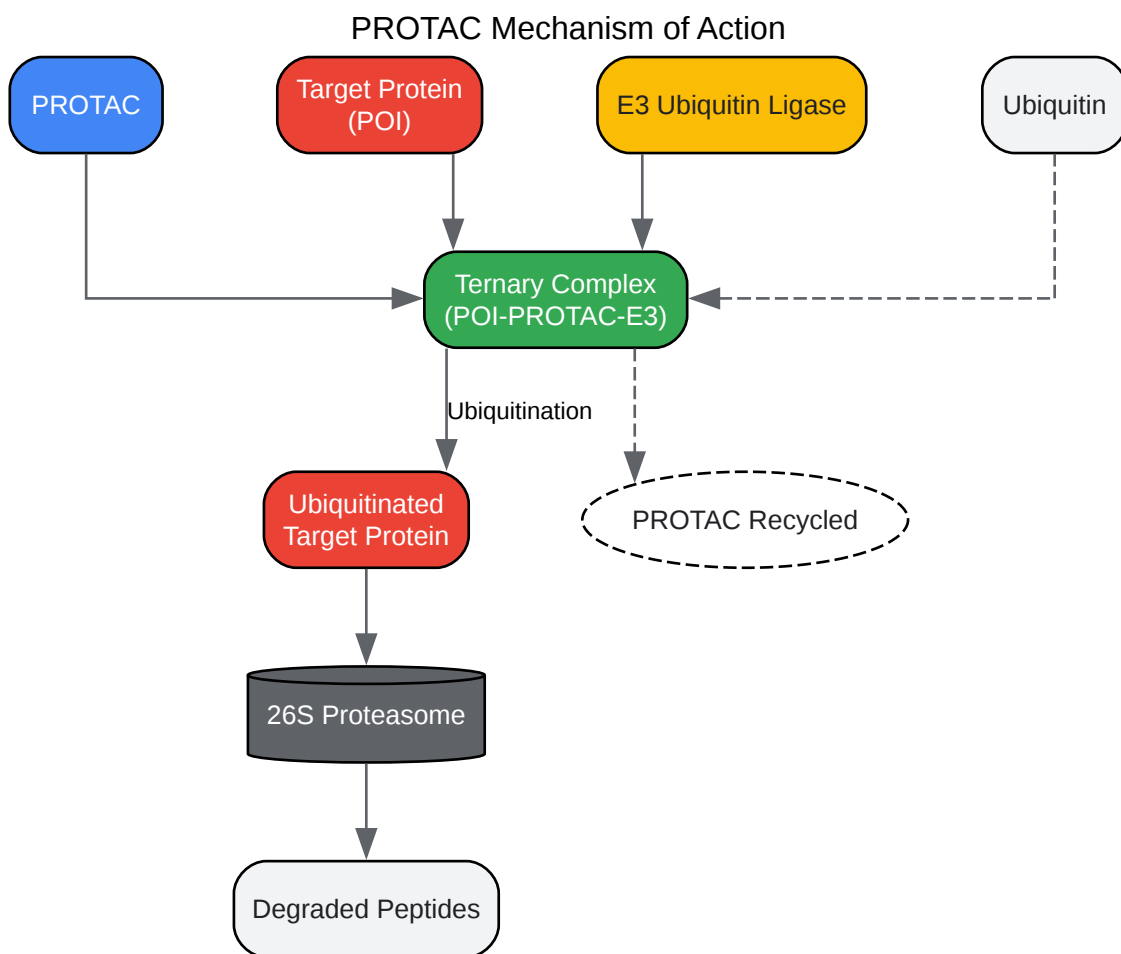 PROTAC Mechanism of Action
PROTAC
Target Protein
(POI)
E3 Ubiquitin Ligase
Ubiquitin
Ternary Complex
(POI-PROTAC-E3)
Ubiquitination
Ubiquitinated
Target Protein
PROTAC Recycled
26S Proteasome
Degraded Peptides